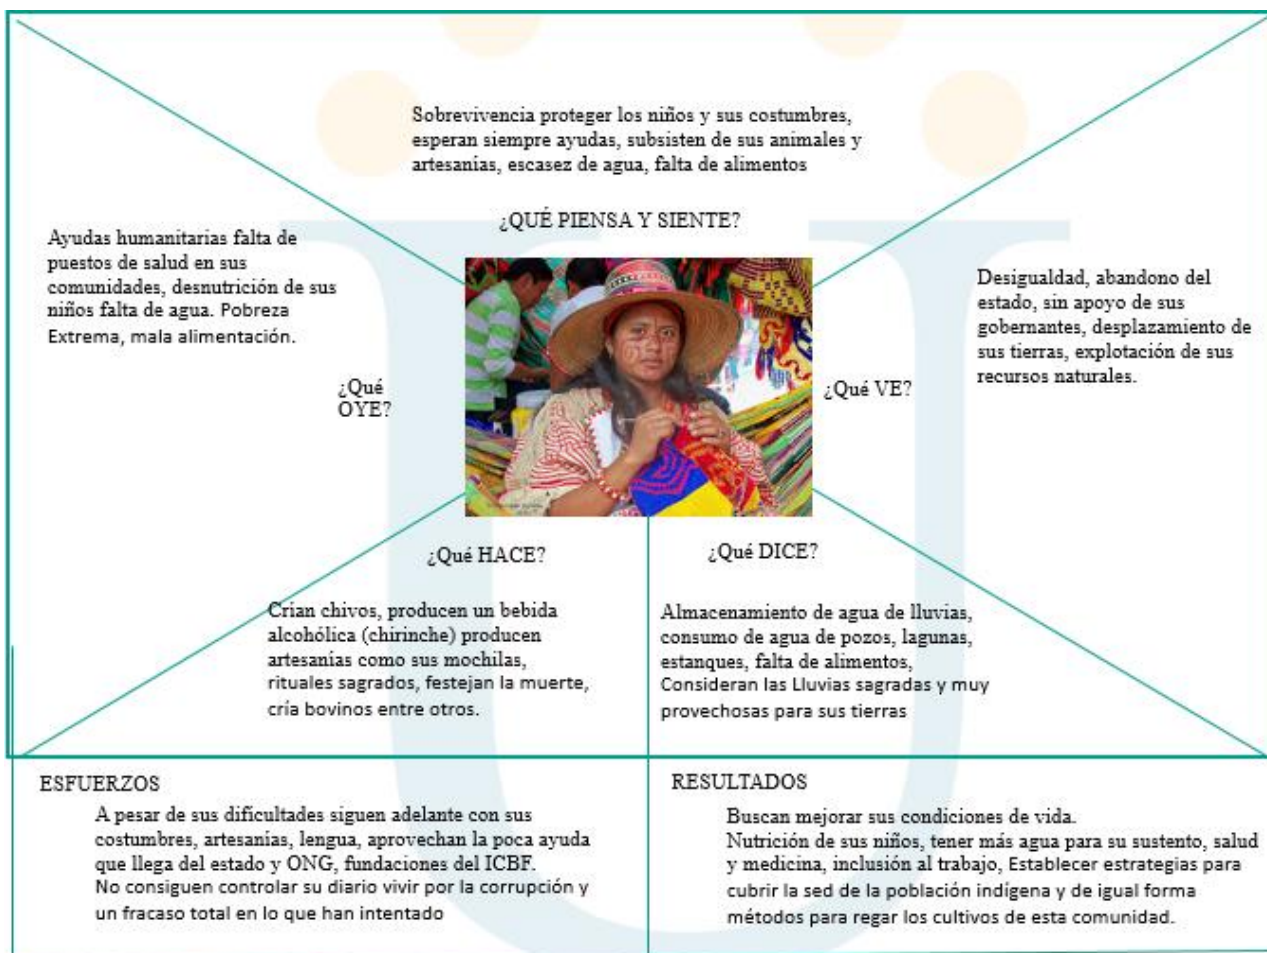 Sobrevivencia proteger los niños y sus costumbres,
esperan siempre ayudas, subsisten de sus animales y
artesanías, escasez de agua, falta de alimentos
¿QUÉ PIENSA Y SIENTE?
Ayudas humanitarias falta de
puestos de salud en sus
comunidades, desnutrición de sus
niños falta de agua. Pobreza
Extrema, mala alimentación.
¿Qué
OYE?
¿Qué VE?
Desigualdad, abandono del
estado, sin apoyo de sus
gobernantes, desplazamiento de
sus tierras, explotación de sus
recursos naturales.
¿Qué HACE?
Crian chivos, producen un bebida
alcohólica (chirinche) producen
artesanías como sus mochilas,
rituales sagrados, festejan la muerte,
cría bovinos entre otros.
¿Qué DICE?
Almacenamiento de agua de lluvias,
consumo de agua de pozos, lagunas,
estanques, falta de alimentos,
Consideran las Lluvias sagradas y muy
provechosas para sus tierras
ESFUERZOS
A pesar de sus dificultades siguen adelante con sus
costumbres, artesanías, lengua, aprovechan la poca ayuda
que llega del estado y ONG, fundaciones del ICBF.
No consiguen controlar su diario vivir por la corrupción y
un fracaso total en lo que han intentado
RESULTADOS
Buscan mejorar sus condiciones de vida.
Nutrición de sus niños, tener más agua para su sustento, salud
y medicina, inclusión al trabajo, Establecer estrategias para
cubrir la sed de la población indígena y de igual forma
métodos para regar los cultivos de esta comunidad.